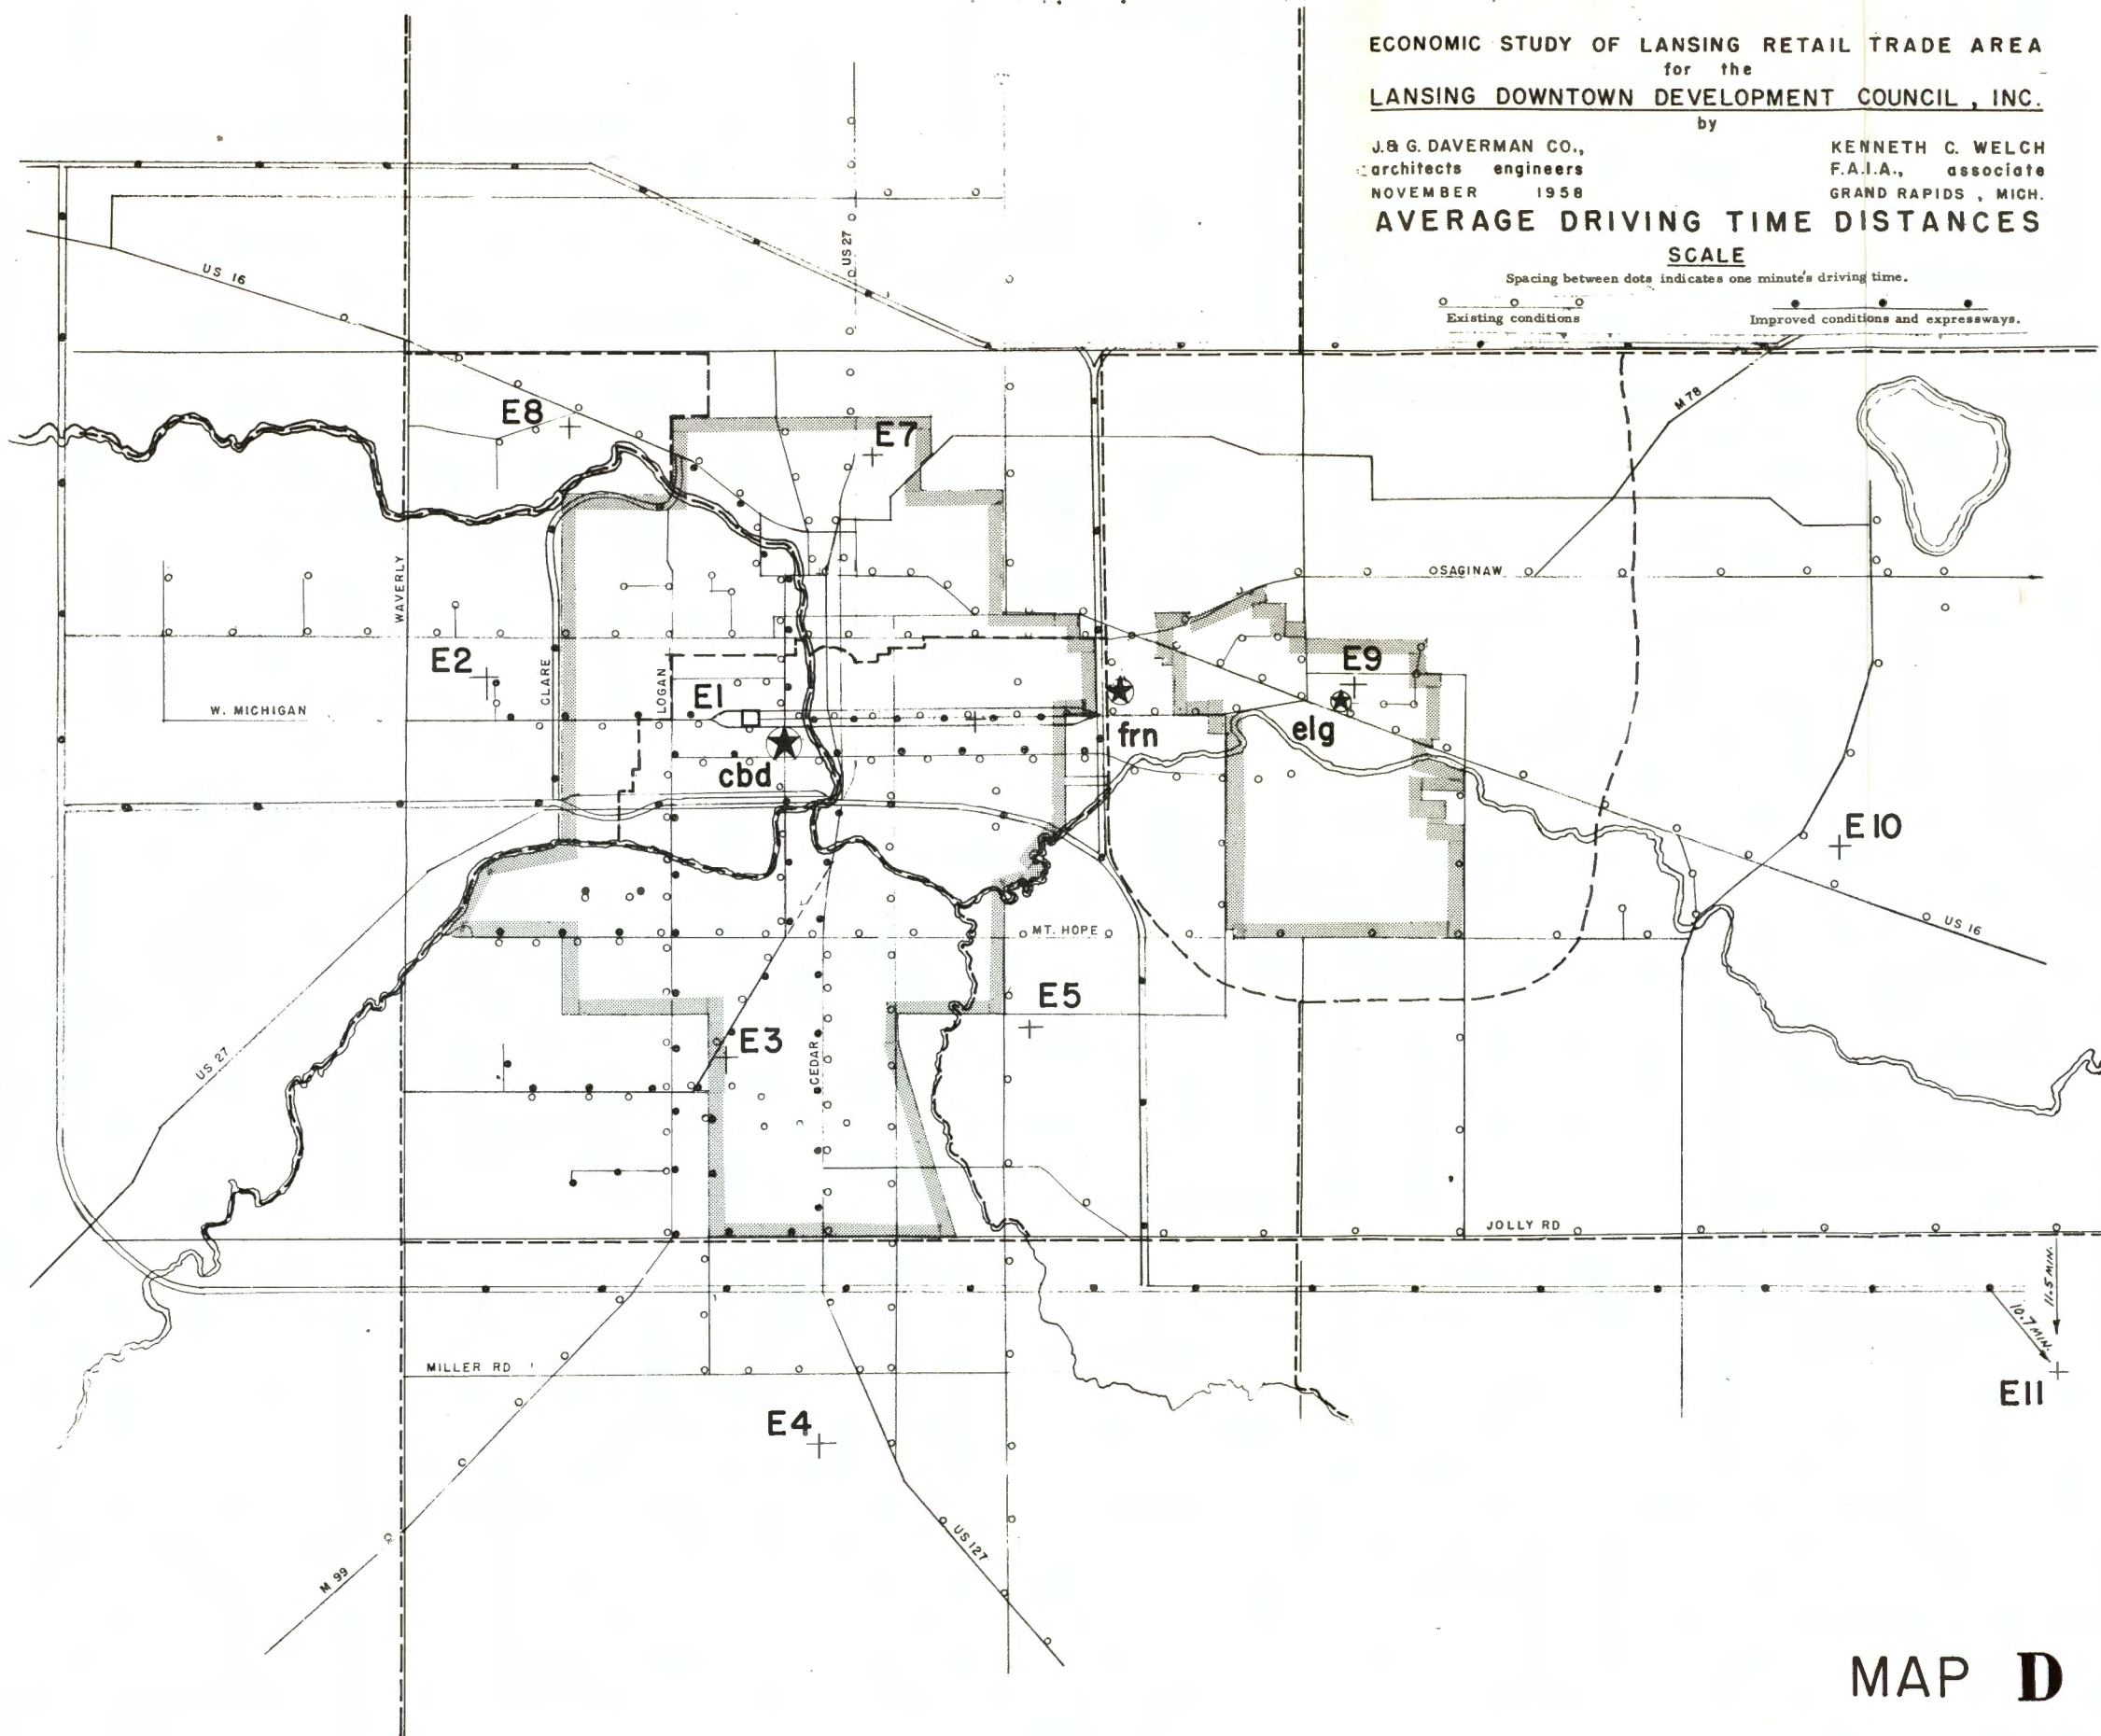 ECONOMIC STUDY OF LANSING RETAIL TRADE AREA
for the
LANSING DOWNTOWN DEVELOPMENT COUNCIL, INC.
by
J.& G. DAVERMAN CO.,
architects engineers
NOVEMBER 1958
KENNETH C. WELCH
F.A.I.A., associate
GRAND RAPIDS, MICH.
AVERAGE DRIVING TIME DISTANCES
SCALE
Spacing between dots indicates one minute's driving time.
Existing conditions
Improved conditions and expressways.
US 27
US 16
M 78
E8
E7
SAGINAW
WAVERLY
E2
CLARE
LOGAN
E1
E9
W. MICHIGAN
frn
elg
cbd
E10
US 16
MT. HOPE
E5
E3
CEDAR
US 27
JOLLY RD
11.5 MIN.
10.7 MIN.
MILLER RD
E11
E4
US 127
M 99
MAP D